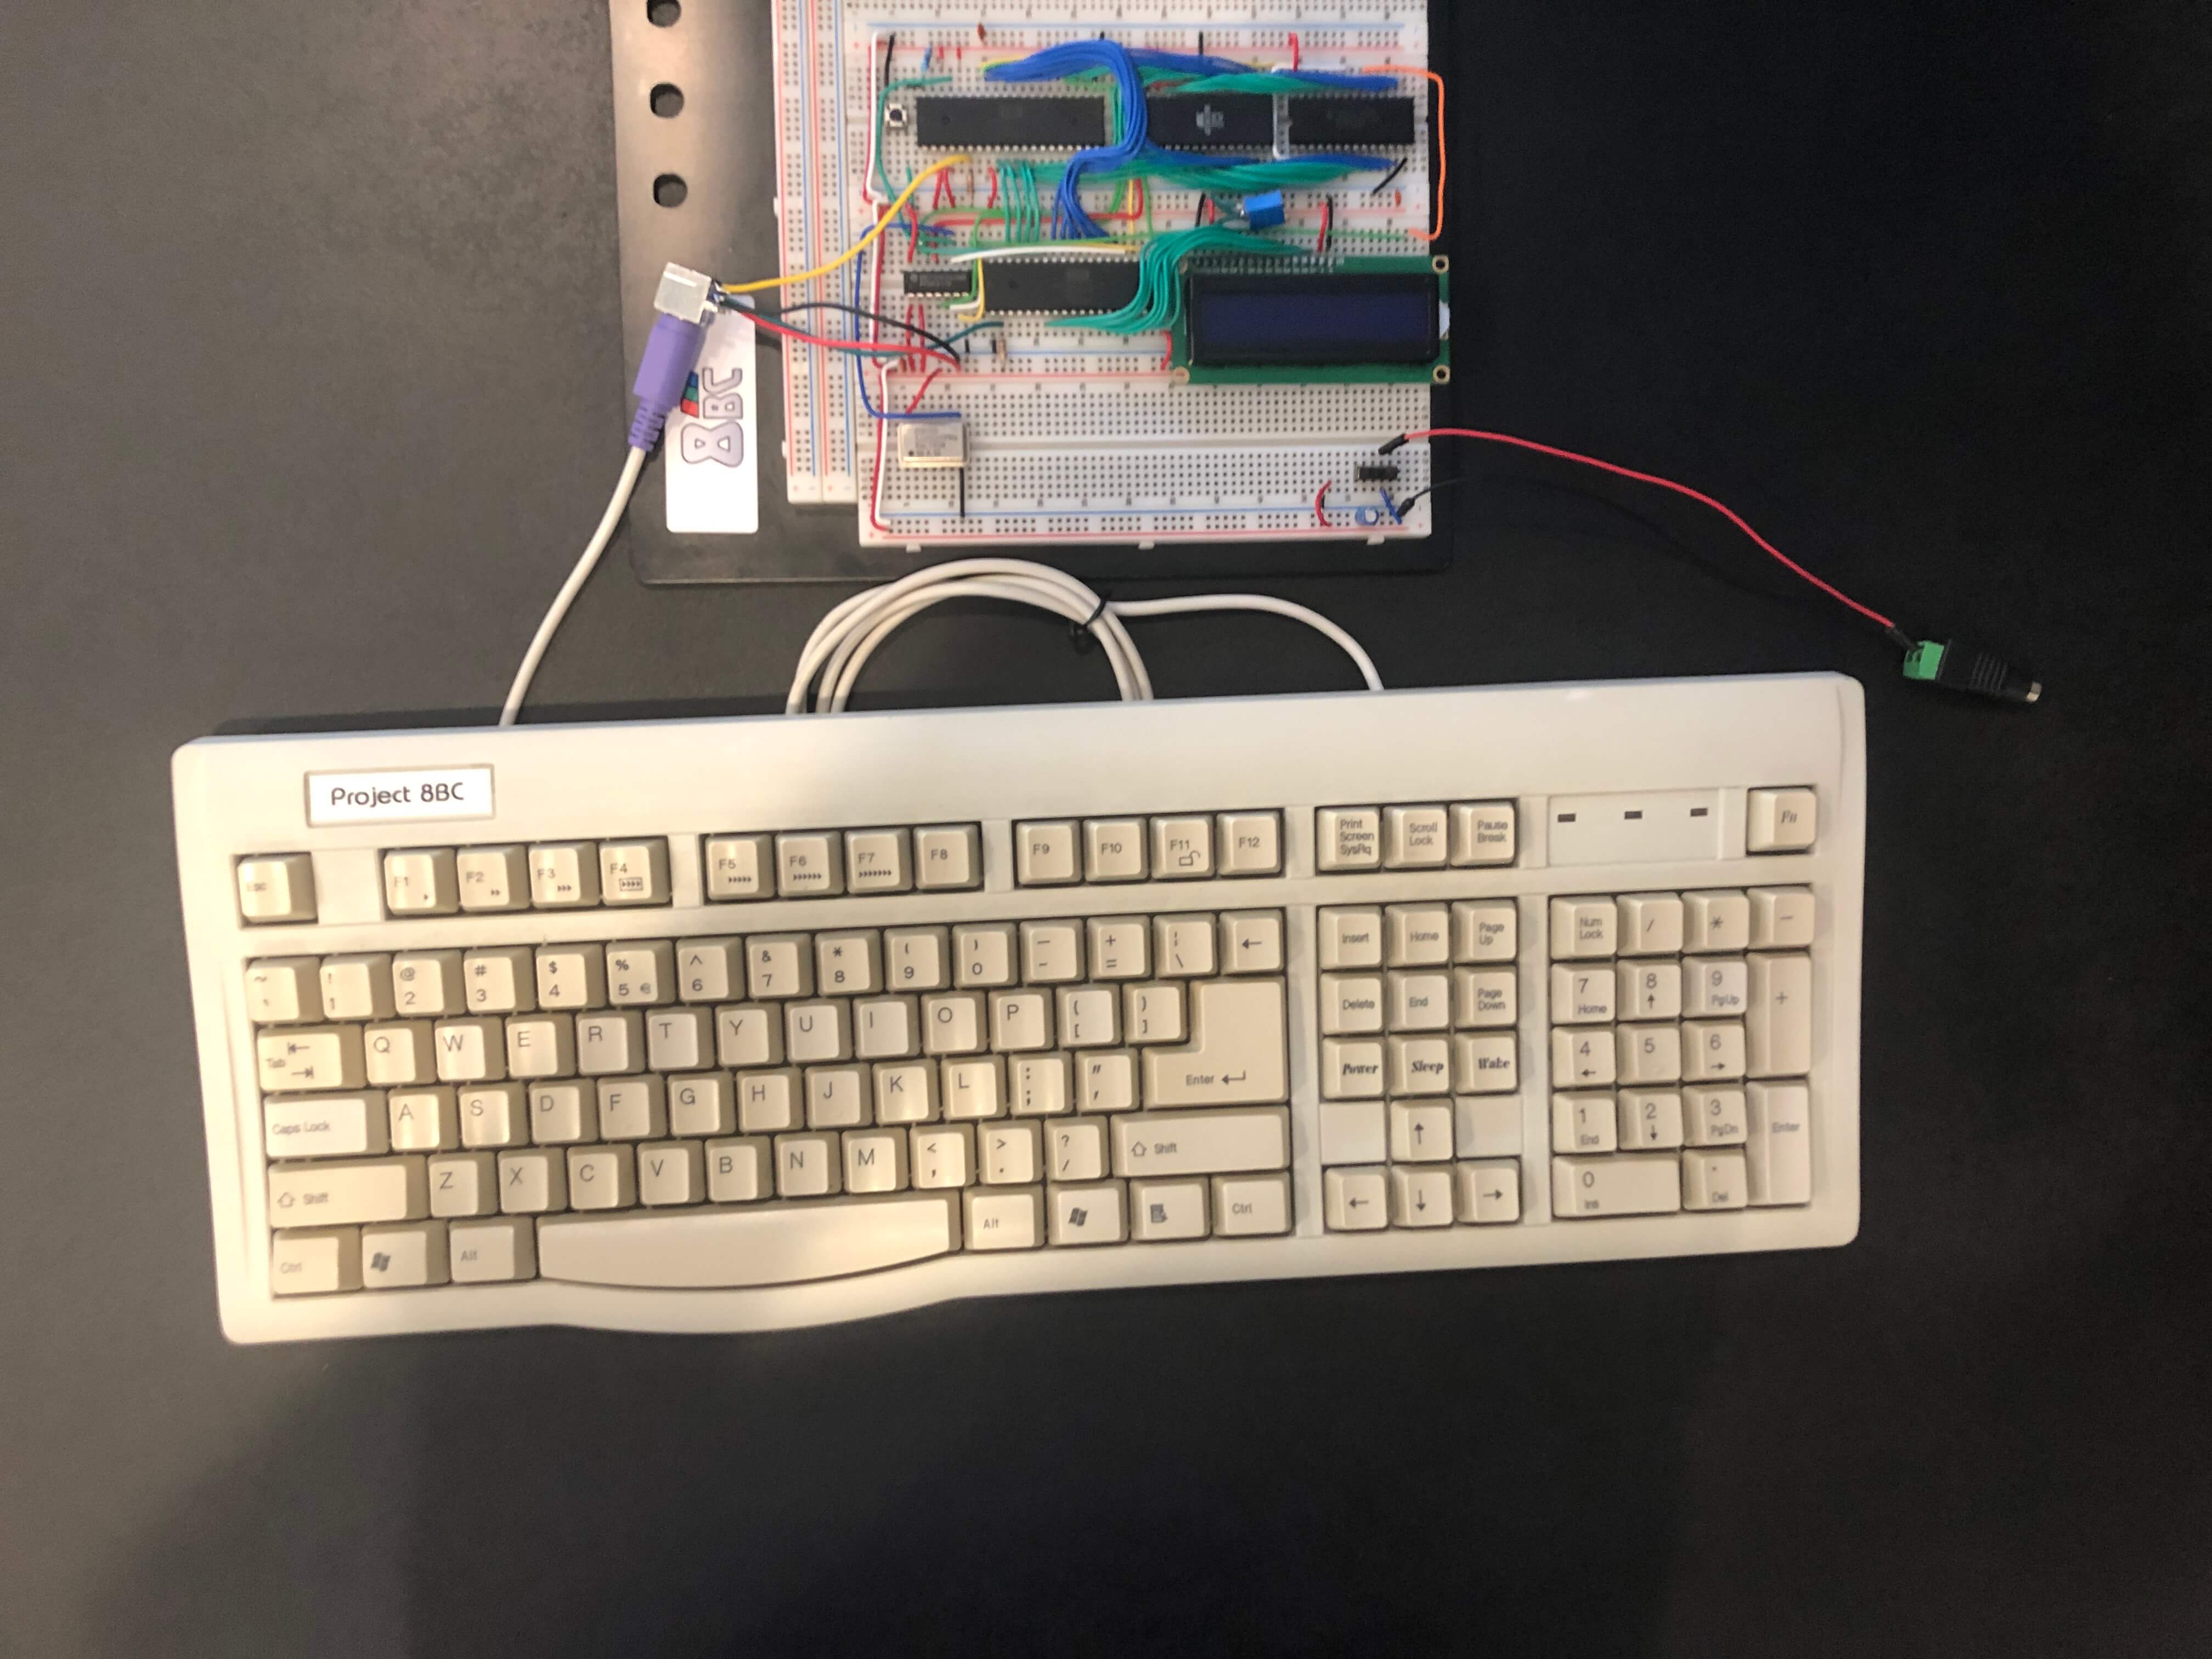 8BC
Project 8BC
Esc F1 F2 F3 F4 F5 F6 F7 F8 F9 F10 F11 F12 Print Screen SysRq Scroll Lock Pause Break Fn
~ ` ! 1 @ 2 # 3 $ 4 % 5 € ^ 6 & 7 * 8 ( 9 ) 0 — - + = ¦ \ ← Insert Home Page Up Num Lock / * −
Tab Q W E R T Y U I O P { [ } ] Delete End Page Down 7 Home 8 ↑ 9 PgUp +
Caps Lock A S D F G H J K L : ; " ' Enter Power Sleep Wake 4 ← 5 6 →
Shift Z X C V B N M < , > . ? / Shift ↑ 1 End 2 ↓ 3 PgDn Enter
Ctrl Alt Alt Ctrl ← ↓ → 0 Ins . Del